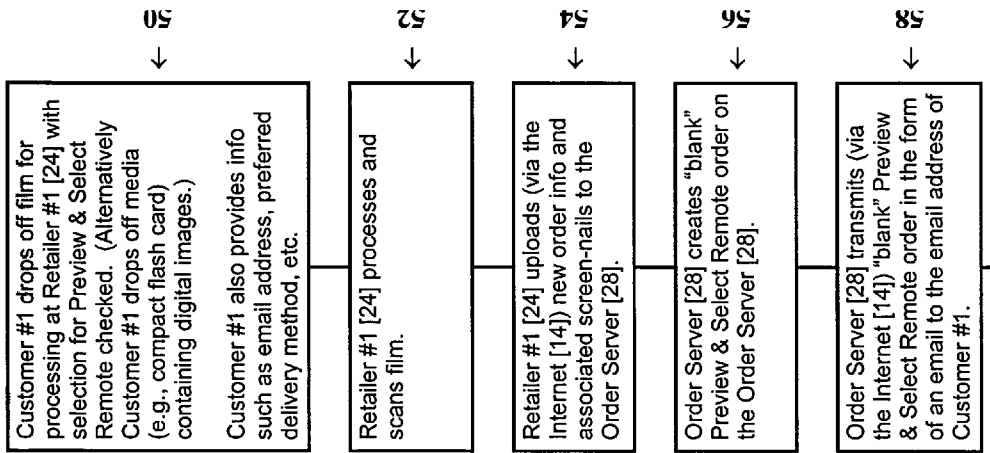 Customer #1 drops off film for
processing at Retailer #1 [24] with
selection for Preview & Select
Remote checked. (Alternatively
Customer #1 drops off media
(e.g., compact flash card)
containing digital images.)
Customer #1 also provides info
such as email address, preferred
delivery method, etc.
50
Retailer #1 [24] processes and
scans film.
52
Retailer #1 [24] uploads (via the
Internet [14]) new order info and
associated screen-nails to the
Order Server [28].
54
Order Server [28] creates "blank"
Preview & Select Remote order on
the Order Server [28].
56
Order Server [28] transmits (via
the Internet [14]) "blank" Preview
& Select Remote order in the form
of an email to the email address of
Customer #1.
58